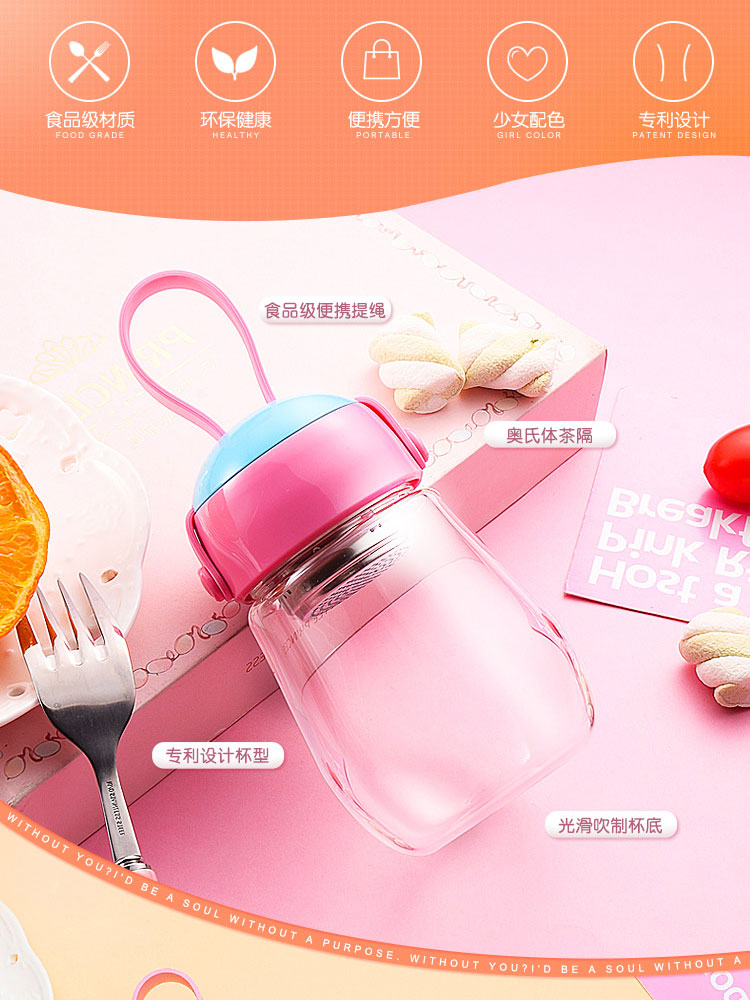 食品级材质
FOOD GRADE
环保健康
HEALTHY
便携方便
PORTABLE
少女配色
GIRL COLOR
专利设计
PATENT DESIGN
食品级便携提绳
奥氏体茶隔
Breakf
Pink R
Host a
专利设计杯型
光滑吹制杯底
WITHOUT YOU?I'D BE A SOUL WITHOUT A PURPOSE. WITHOUT YOU?I'D BE A SOUL WITHOUT A